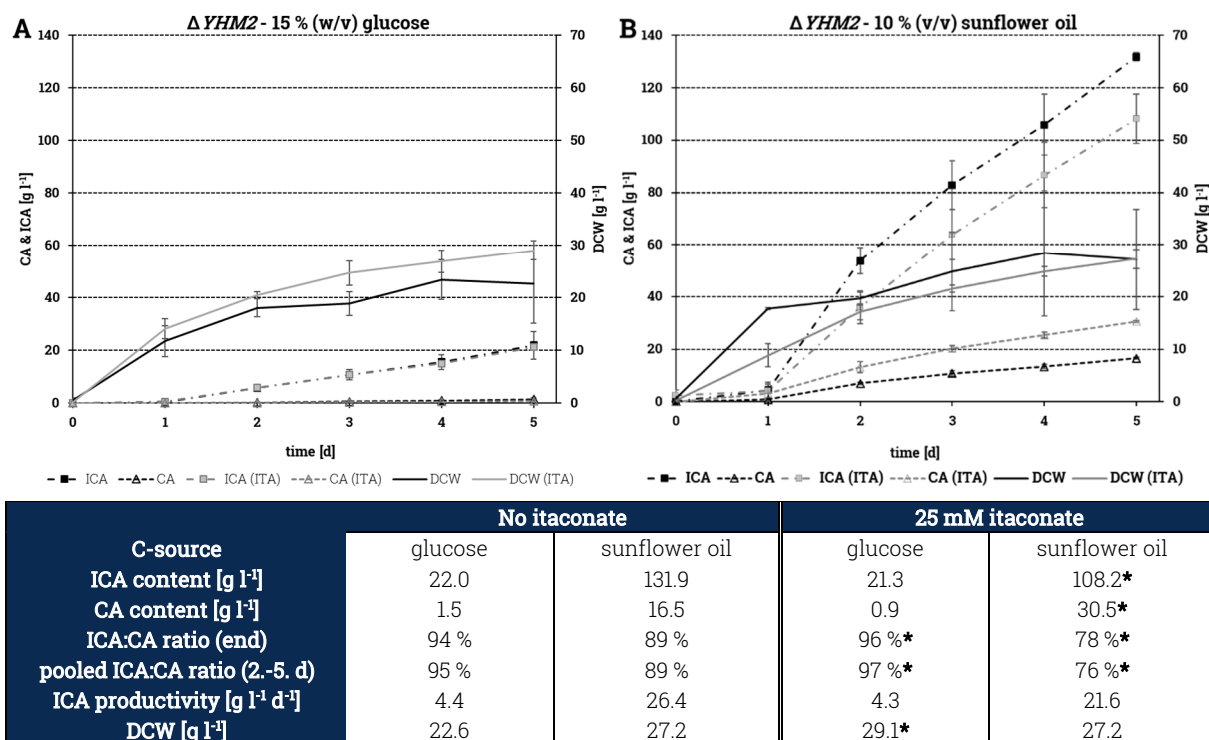 A
Δ YHM2 - 15 % (w/v) glucose
140
120
100
80
60
40
20
0
CA & ICA [g l⁻¹]
70
60
50
40
30
20
10
0
DCW [g l⁻¹]
0 1 2 3 4 5
time [d]
ICA CA ICA (ITA) CA (ITA) DCW DCW (ITA)
B
Δ YHM2 - 10 % (v/v) sunflower oil
140
120
100
80
60
40
20
0
CA & ICA [g l⁻¹]
70
60
50
40
30
20
10
0
DCW [g l⁻¹]
0 1 2 3 4 5
time [d]
ICA CA ICA (ITA) CA (ITA) DCW DCW (ITA)
No itaconate 25 mM itaconate
C-source glucose sunflower oil glucose sunflower oil
ICA content [g l⁻¹] 22.0 131.9 21.3 108.2*
CA content [g l⁻¹] 1.5 16.5 0.9 30.5*
ICA:CA ratio (end) 94 % 89 % 96 %* 78 %*
pooled ICA:CA ratio (2.-5. d) 95 % 89 % 97 %* 76 %*
ICA productivity [g l⁻¹ d⁻¹] 4.4 26.4 4.3 21.6
DCW [g l⁻¹] 22.6 27.2 29.1* 27.2